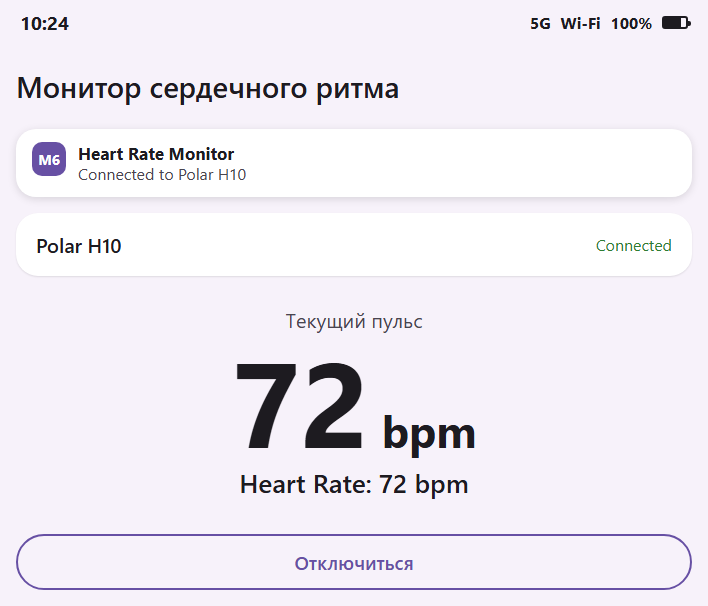 10:24 5G Wi-Fi 100%
Монитор сердечного ритма
M6 Heart Rate Monitor
Connected to Polar H10
Polar H10 Connected
Текущий пульс
72 bpm
Heart Rate: 72 bpm
Отключиться